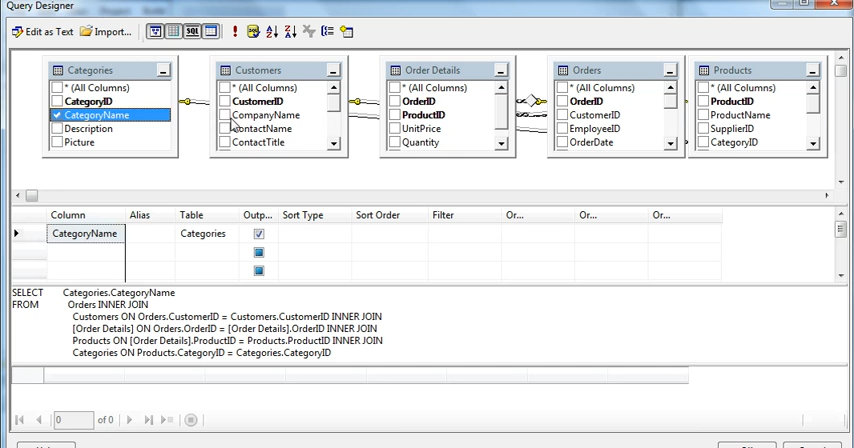 Query Designer
Edit as Text Import... SQL
Categories Customers Order Details Orders Products
* (All Columns) * (All Columns) * (All Columns) * (All Columns) * (All Columns)
CategoryID CustomerID OrderID OrderID ProductID
CategoryName CompanyName ProductID CustomerID ProductName
Description ContactName UnitPrice EmployeeID SupplierID
Picture ContactTitle Quantity OrderDate CategoryID
Column Alias Table Outp... Sort Type Sort Order Filter Or... Or... Or...
CategoryName Categories
SELECT Categories.CategoryName
FROM Orders INNER JOIN
Customers ON Orders.CustomerID = Customers.CustomerID INNER JOIN
[Order Details] ON Orders.OrderID = [Order Details].OrderID INNER JOIN
Products ON [Order Details].ProductID = Products.ProductID INNER JOIN
Categories ON Products.CategoryID = Categories.CategoryID
0 of 0